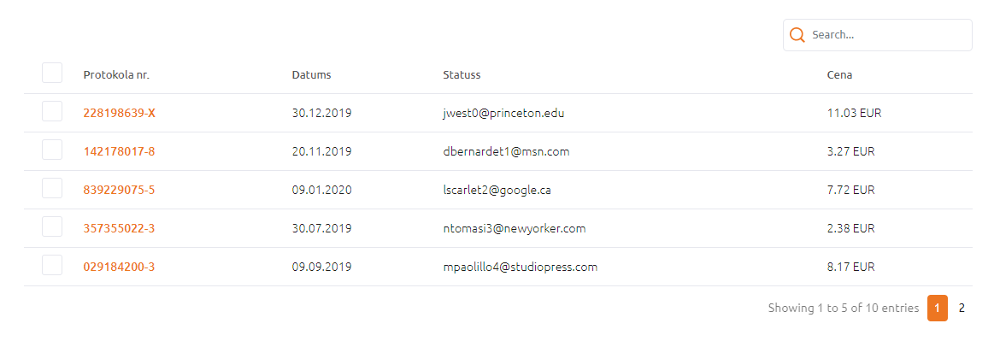 Search...
Protokola nr. Datums Statuss Cena
228198639-X 30.12.2019 jwest0@princeton.edu 11.03 EUR
142178017-8 20.11.2019 dbernardet1@msn.com 3.27 EUR
839229075-5 09.01.2020 lscarlet2@google.ca 7.72 EUR
357355022-3 30.07.2019 ntomasi3@newyorker.com 2.38 EUR
029184200-3 09.09.2019 mpaolillo4@studiopress.com 8.17 EUR
Showing 1 to 5 of 10 entries 1 2